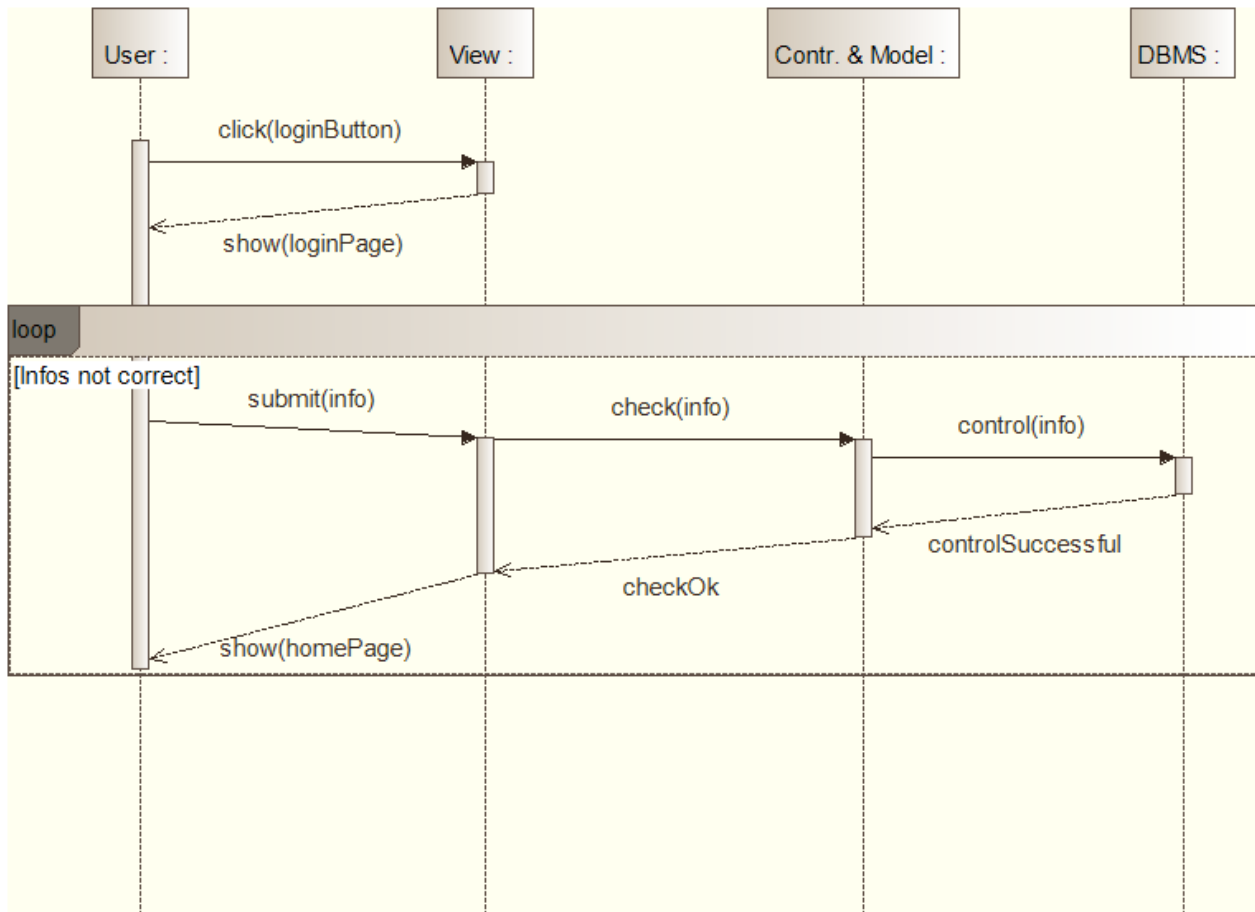 User :
View :
Contr. & Model :
DBMS :
click(loginButton)
show(loginPage)
loop
[Infos not correct]
submit(info)
check(info)
control(info)
controlSuccessful
checkOk
show(homePage)